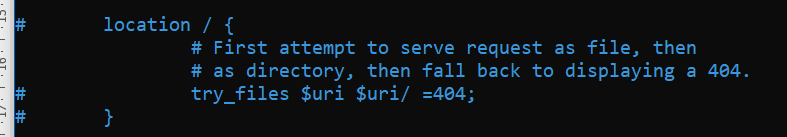 #       location / {
                # First attempt to serve request as file, then
                # as directory, then fall back to displaying a 404.
#               try_files $uri $uri/ =404;
#       }